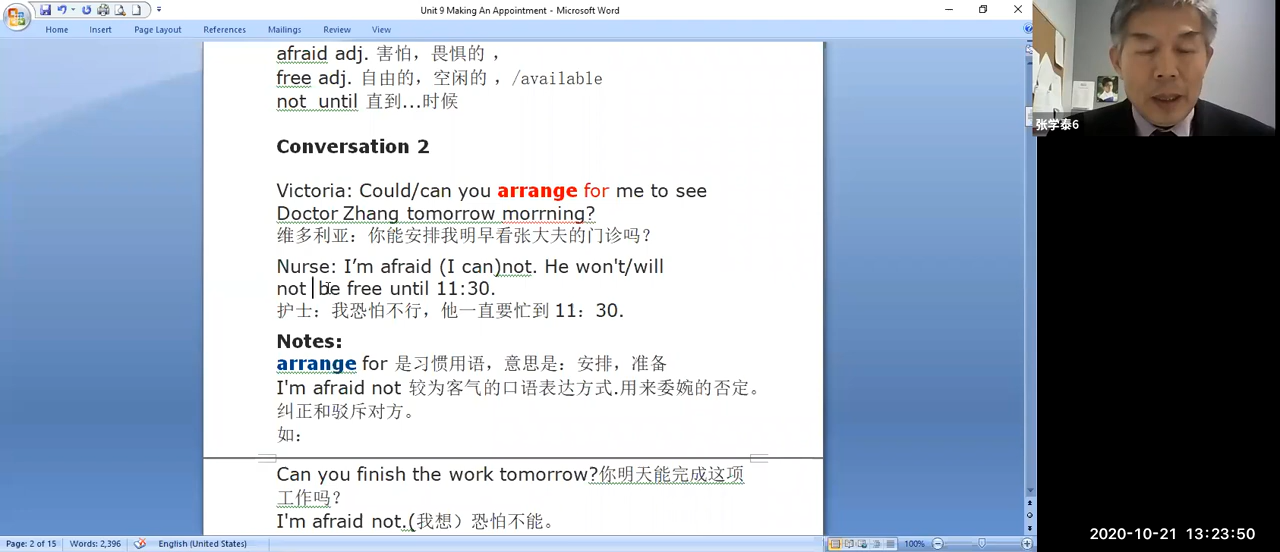 Unit 9 Making An Appointment - Microsoft Word
Home Insert Page Layout References Mailings Review View
afraid adj. 害怕，畏惧的 ，
free adj. 自由的，空闲的 ，/available
not  until 直到...时候
Conversation 2
Victoria: Could/can you arrange for me to see
Doctor Zhang tomorrow morrning?
维多利亚：你能安排我明早看张大夫的门诊吗？
Nurse: I'm afraid (I can)not. He won't/will
not be free until 11:30.
护士：我恐怕不行，他一直要忙到 11：30.
Notes:
arrange for 是习惯用语，意思是：安排，准备
I'm afraid not 较为客气的口语表达方式.用来委婉的否定。
纠正和驳斥对方。
如：
Can you finish the work tomorrow?你明天能完成这项
工作吗？
I'm afraid not.(我想）恐怕不能。
张学泰6
Page: 2 of 15 Words: 2,396 English (United States) 100%
2020-10-21 13:23:50